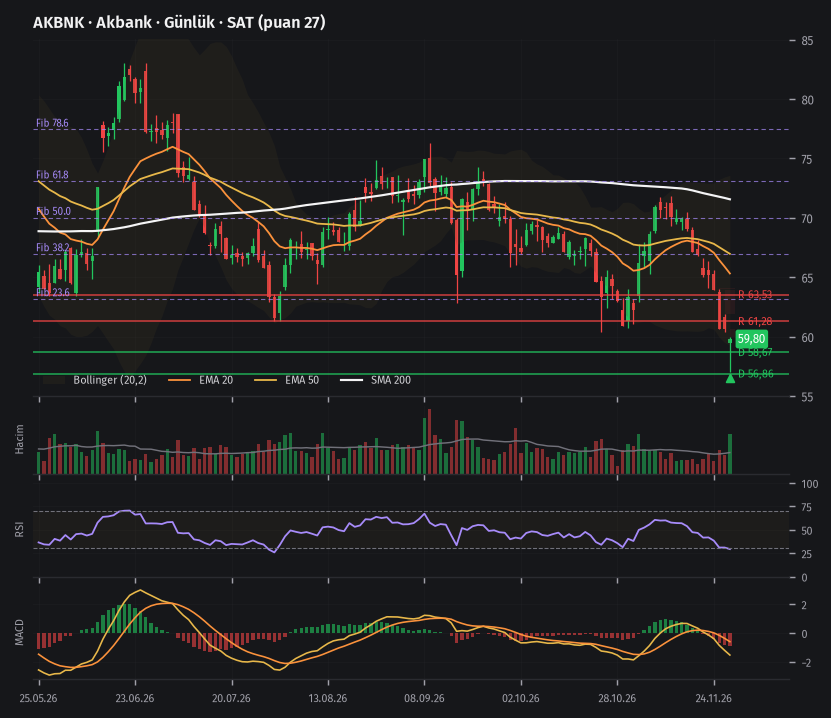 AKBNK · Akbank · Günlük · SAT (puan 27)
85
80
75
70
65
60
55
Fib 78.6
Fib 61.8
Fib 50.0
Fib 38.2
Fib 23.6
R 63,53
R 61,28
59,80
D 58,67
D 56,86
Bollinger (20,2)
EMA 20
EMA 50
SMA 200
Hacim
RSI
100
75
50
25
0
MACD
2
0
-2
25.05.26
23.06.26
20.07.26
13.08.26
08.09.26
02.10.26
28.10.26
24.11.26